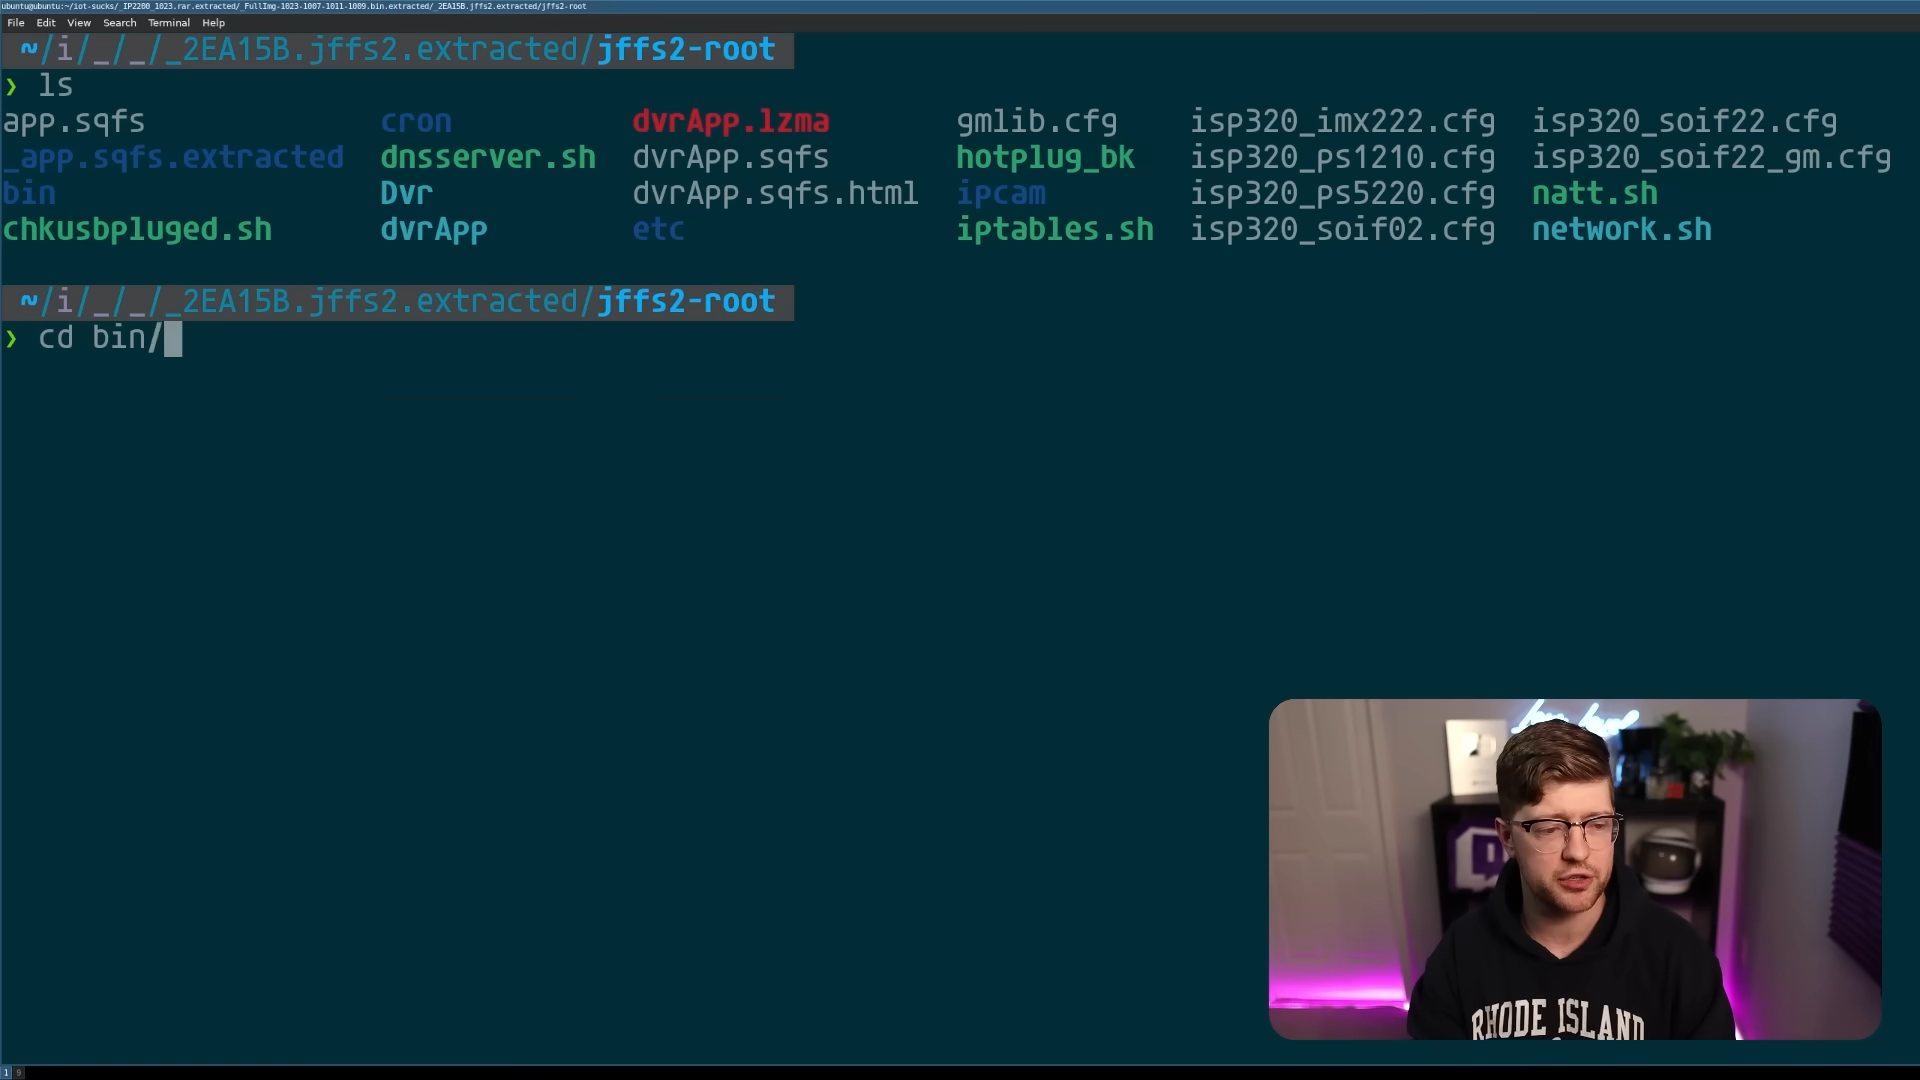 ubuntu@ubuntu:~/iot-sucks/_IP2200_1023.rar.extracted/_FullImg-1023-1007-1011-1009.bin.extracted/_2EA15B.jffs2.extracted/jffs2-root
File Edit View Search Terminal Help
~/i/_/_/_2EA15B.jffs2.extracted/jffs2-root
❯ ls
app.sqfs cron dvrApp.lzma gmlib.cfg isp320_imx222.cfg isp320_soif22.cfg
_app.sqfs.extracted dnsserver.sh dvrApp.sqfs hotplug_bk isp320_ps1210.cfg isp320_soif22_gm.cfg
bin Dvr dvrApp.sqfs.html ipcam isp320_ps5220.cfg natt.sh
chkusbpluged.sh dvrApp etc iptables.sh isp320_soif02.cfg network.sh
~/i/_/_/_2EA15B.jffs2.extracted/jffs2-root
❯ cd bin/
RHODE ISLAND
1 9